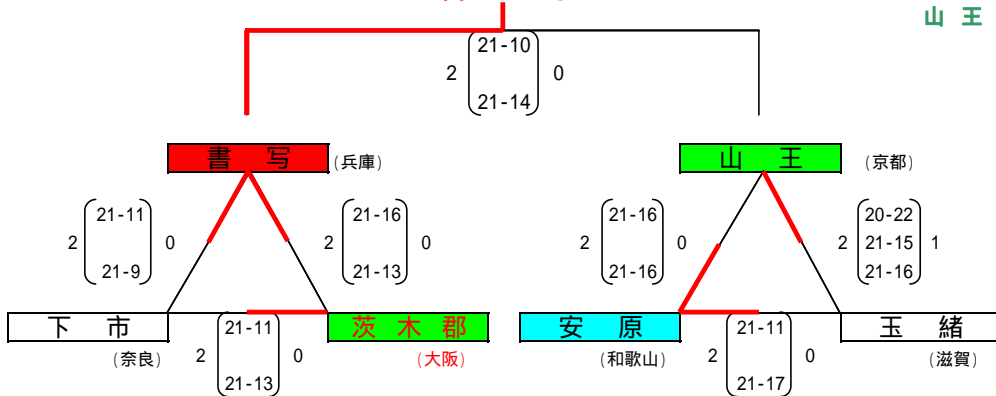 山 王
21-10
2 0
21-14
書 写 (兵庫)
山 王 (京都)
21-11
2 0
21-9
21-16
2 0
21-13
21-16
2 0
21-16
20-22
2 21-15 1
21-16
下 市
(奈良)
21-11
2 0
21-13
茨 木 郡
(大阪)
安 原
(和歌山)
21-11
2 0
21-17
玉 緒
(滋賀)